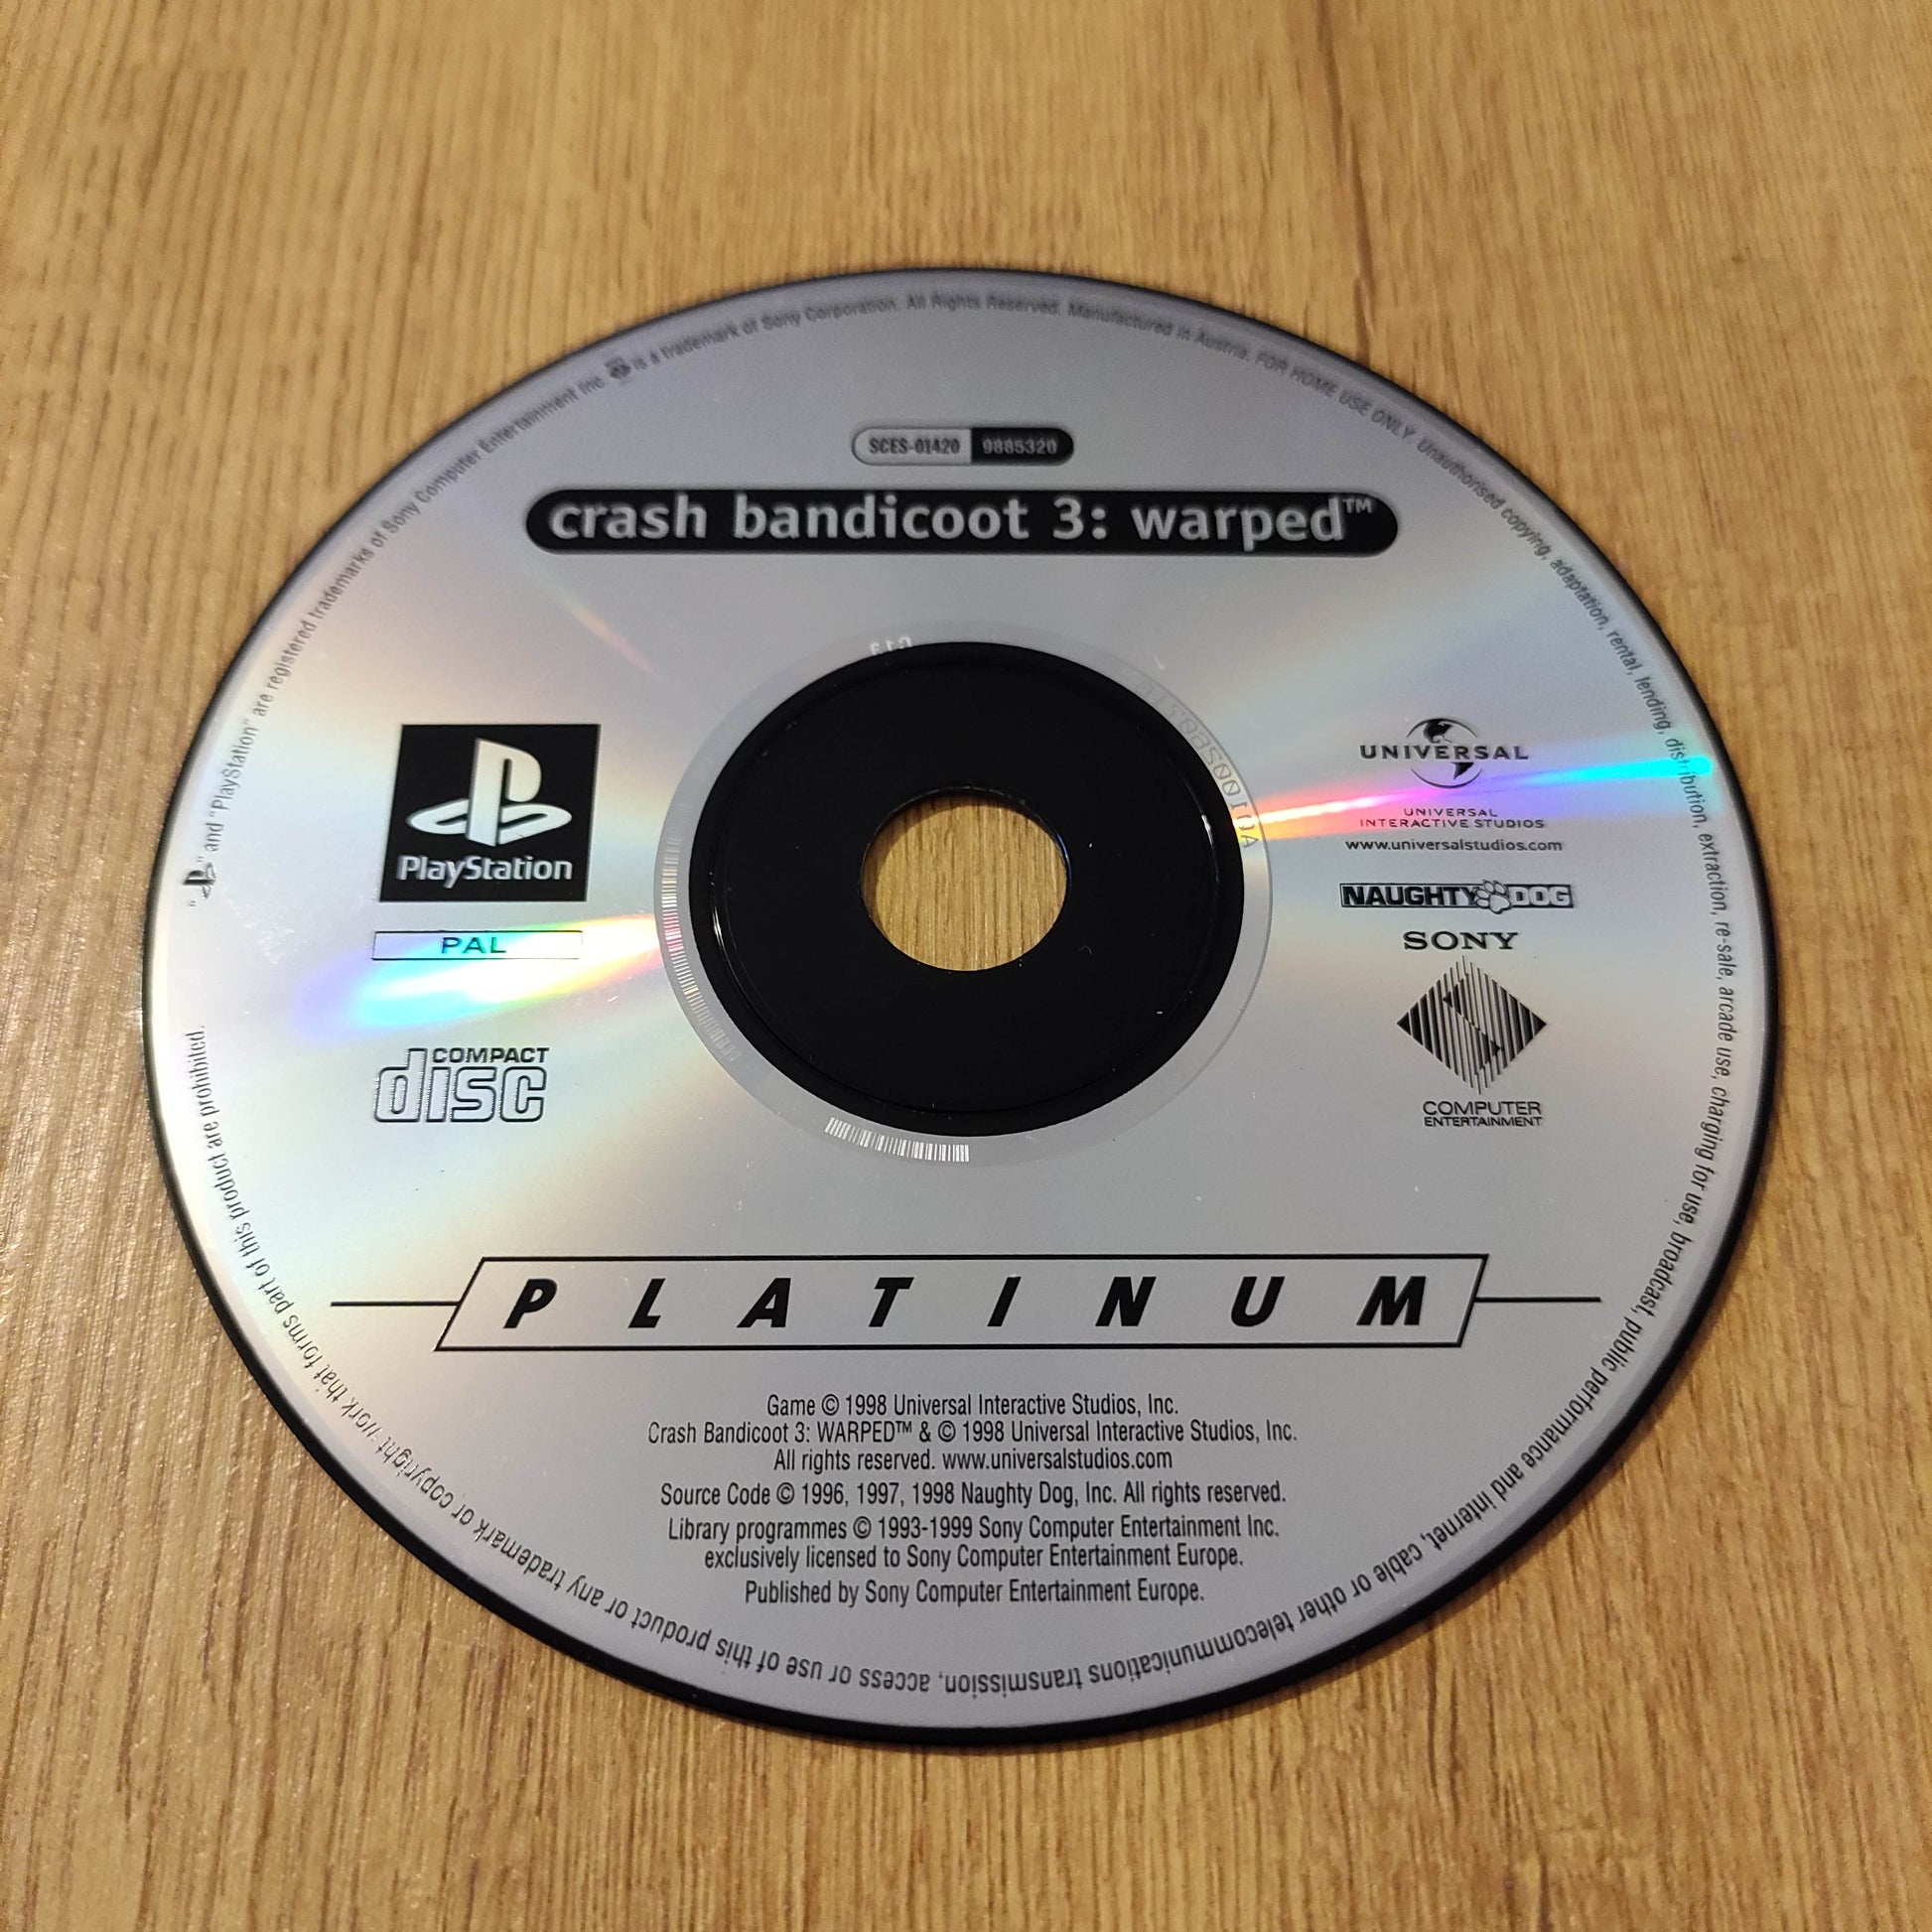 SCES-01420 9885320
crash bandicoot 3: warped™
PlayStation
PAL
COMPACT
disc
UNIVERSAL
UNIVERSAL
INTERACTIVE STUDIOS
www.universalstudios.com
NAUGHTY DOG
SONY
COMPUTER
ENTERTAINMENT
PLATINUM
Game © 1998 Universal Interactive Studios, Inc.
Crash Bandicoot 3: WARPED™ & © 1998 Universal Interactive Studios, Inc.
All rights reserved. www.universalstudios.com
Source Code © 1996, 1997, 1998 Naughty Dog, Inc. All rights reserved.
Library programmes © 1993-1999 Sony Computer Entertainment Inc.
exclusively licensed to Sony Computer Entertainment Europe.
Published by Sony Computer Entertainment Europe.
" " and "PlayStation" are registered trademarks of Sony Computer Entertainment Inc. is a trademark of Sony Corporation. All Rights Reserved. Manufactured in Austria. FOR HOME USE ONLY. Unauthorised copying, adaptation, rental, lending, distribution, extraction, re-sale, arcade use, charging for use, broadcast, public performance and internet, cable or other telecommunications transmission, access or use of this product or any trademark or copyright work that forms part of this product are prohibited.